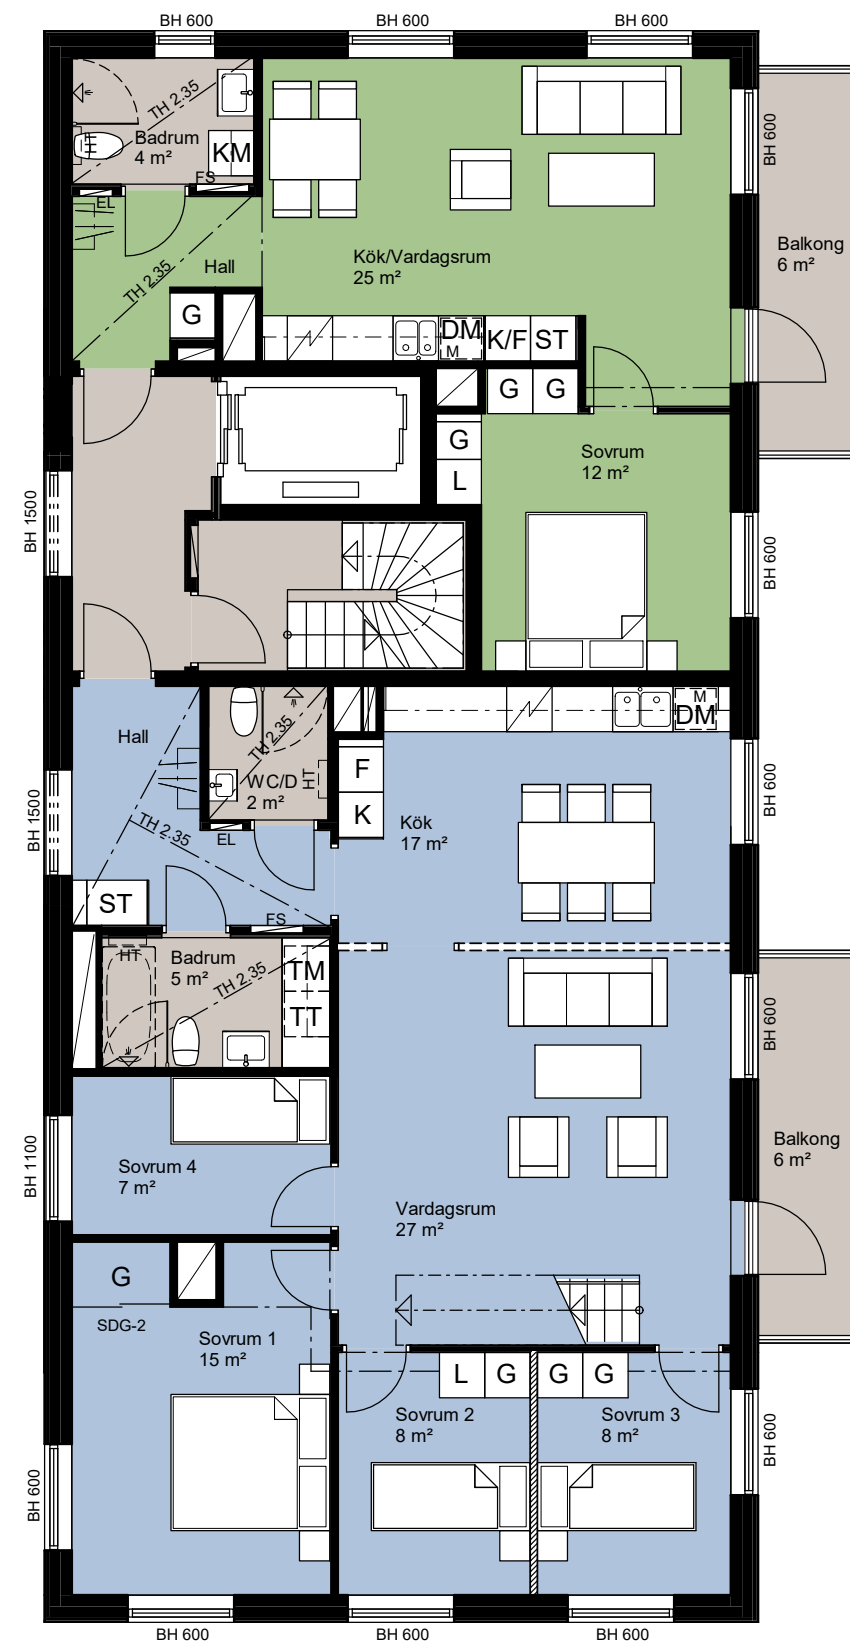 BH 600
BH 600
BH 600
TH 2.35
Badrum
4 m²
HT
KM
FS
BH 600
EL
Hall
TH 2.35
Kök/Vardagsrum
25 m²
Balkong
6 m²
G
DM
M
K/F
ST
G
G
G
L
Sovrum
12 m²
BH 1500
BH 600
Hall
TH 2.35
WC/D
2 m²
HT
M
DM
F
K
Kök
17 m²
BH 600
BH 1500
TH 2.35
EL
ST
FS
HT
Badrum
5 m²
TH 2.35
TM
TT
BH 600
Sovrum 4
7 m²
BH 1100
Balkong
6 m²
Vardagsrum
27 m²
G
SDG-2
Sovrum 1
15 m²
L
G
G
G
Sovrum 2
8 m²
Sovrum 3
8 m²
BH 600
BH 600
BH 600
BH 600
BH 600